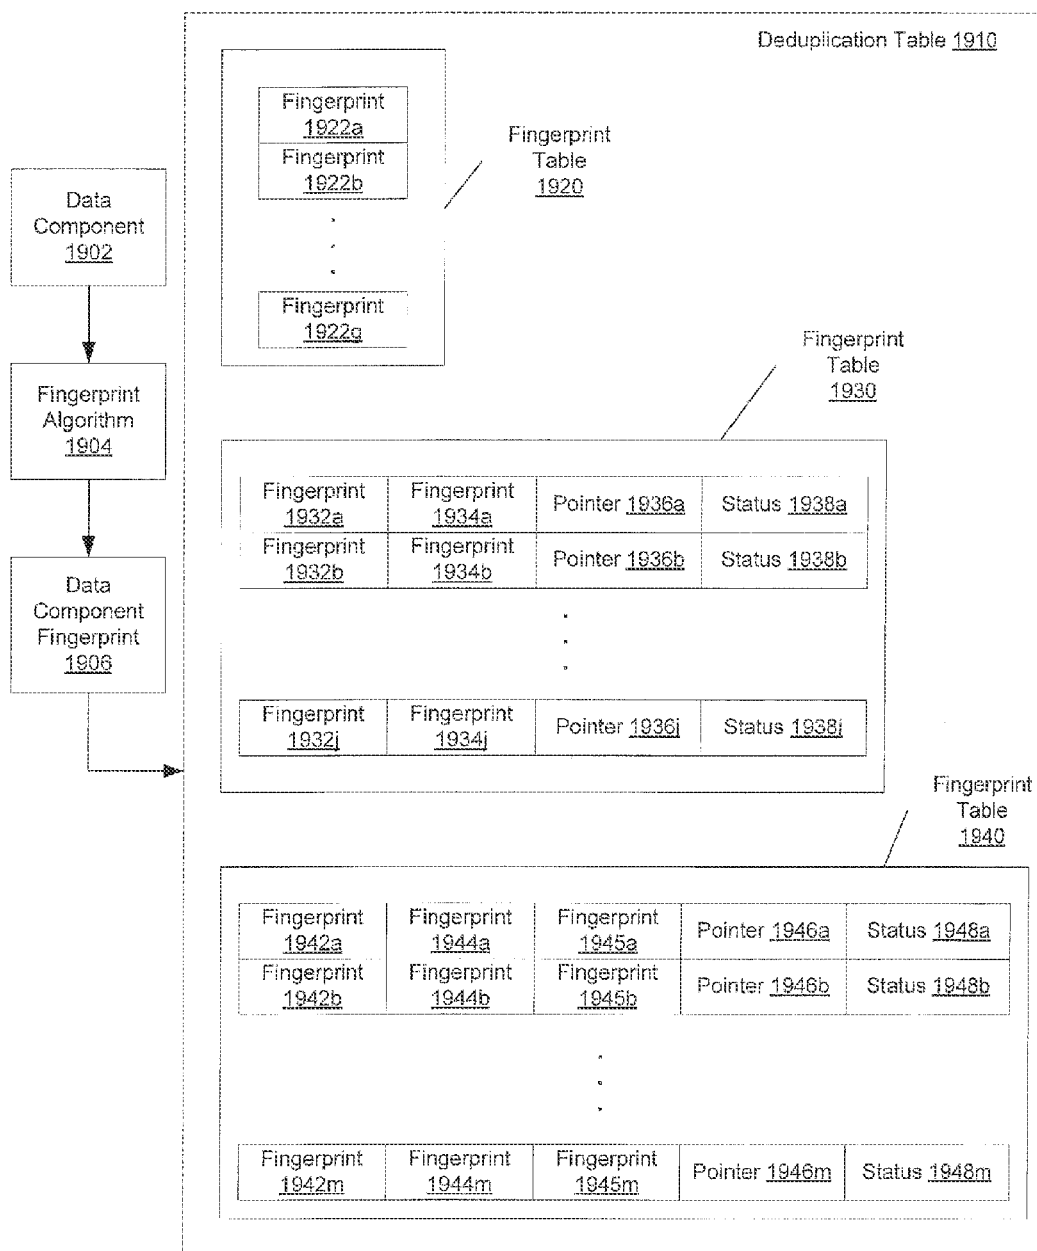 Deduplication Table 1910
Fingerprint
1922a
Fingerprint
1922b
Fingerprint
1922g
Fingerprint
Table
1920
Data
Component
1902
Fingerprint
Algorithm
1904
Data
Component
Fingerprint
1906
Fingerprint
Table
1930
Fingerprint
1932a
Fingerprint
1934a
Pointer 1936a
Status 1938a
Fingerprint
1932b
Fingerprint
1934b
Pointer 1936b
Status 1938b
Fingerprint
1932j
Fingerprint
1934j
Pointer 1936j
Status 1938j
Fingerprint
Table
1940
Fingerprint
1942a
Fingerprint
1944a
Fingerprint
1945a
Pointer 1946a
Status 1948a
Fingerprint
1942b
Fingerprint
1944b
Fingerprint
1945b
Pointer 1946b
Status 1948b
Fingerprint
1942m
Fingerprint
1944m
Fingerprint
1945m
Pointer 1946m
Status 1948m